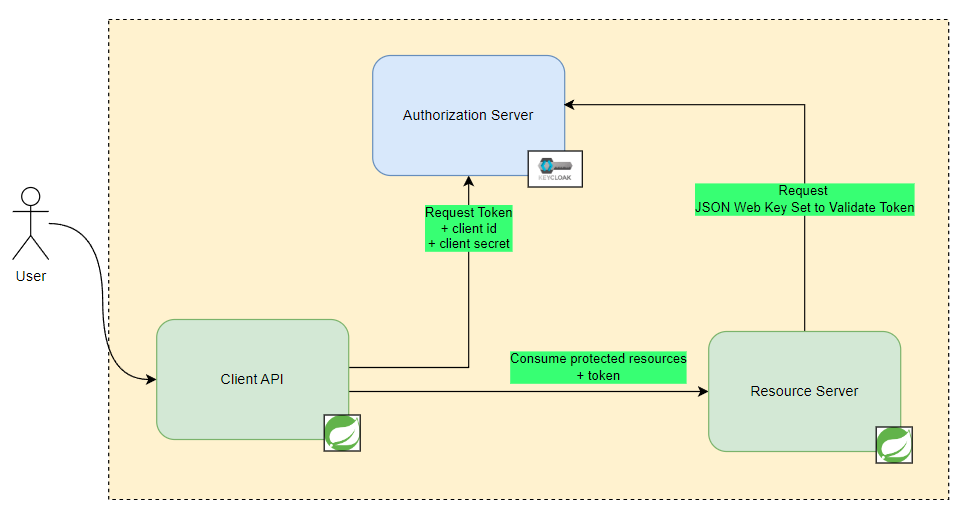 Authorization Server
KEYCLOAK
Request
JSON Web Key Set to Validate Token
Request Token
+ client id
+ client secret
User
Consume protected resources
+ token
Client API
Resource Server